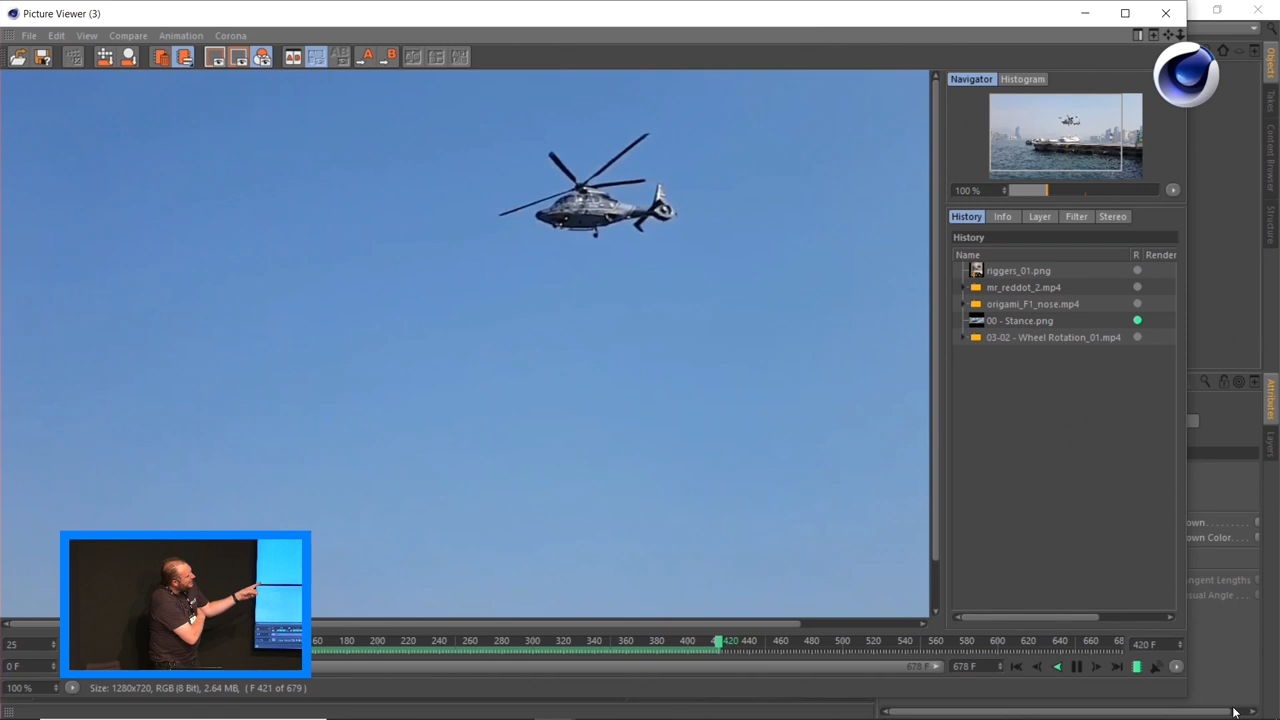 Picture Viewer (3)
File Edit View Compare Animation Corona
A B
AB
Navigator Histogram
100 %
History Info Layer Filter Stereo
History
Name R Render
riggers_01.png
mr_reddot_2.mp4
origami_F1_nose.mp4
00 - Stance.png
03-02 - Wheel Rotation_01.mp4
Objects
Takes
Content Browser
Structure
Attributes
Layers
own
own Color
ngent Lengths
sual Angle
25
60 180 200 220 240 260 280 300 320 340 360 380 400 420 440 460 480 500 520 540 560 580 600 620 640 660 68
420 F
0 F
678 F
678 F
100 %
Size: 1280x720, RGB (8 Bit), 2.64 MB, ( F 421 of 679 )